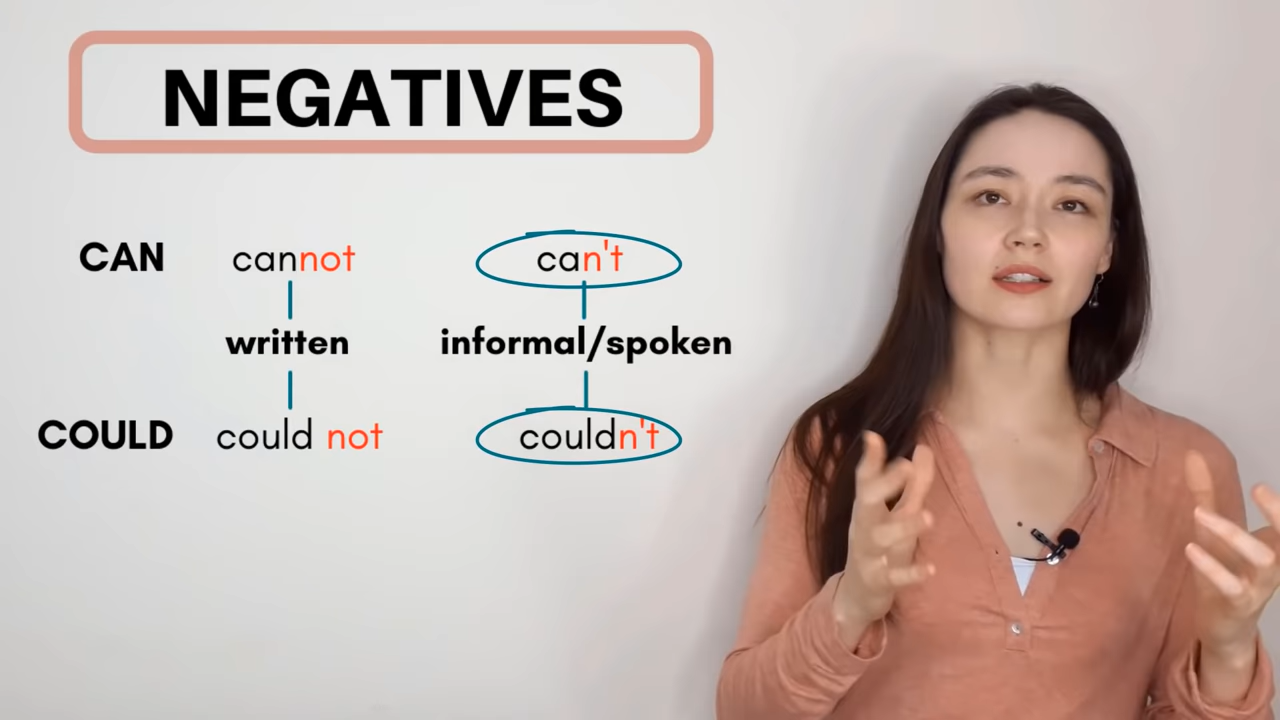 NEGATIVES
CAN cannot can't
written informal/spoken
COULD could not couldn't